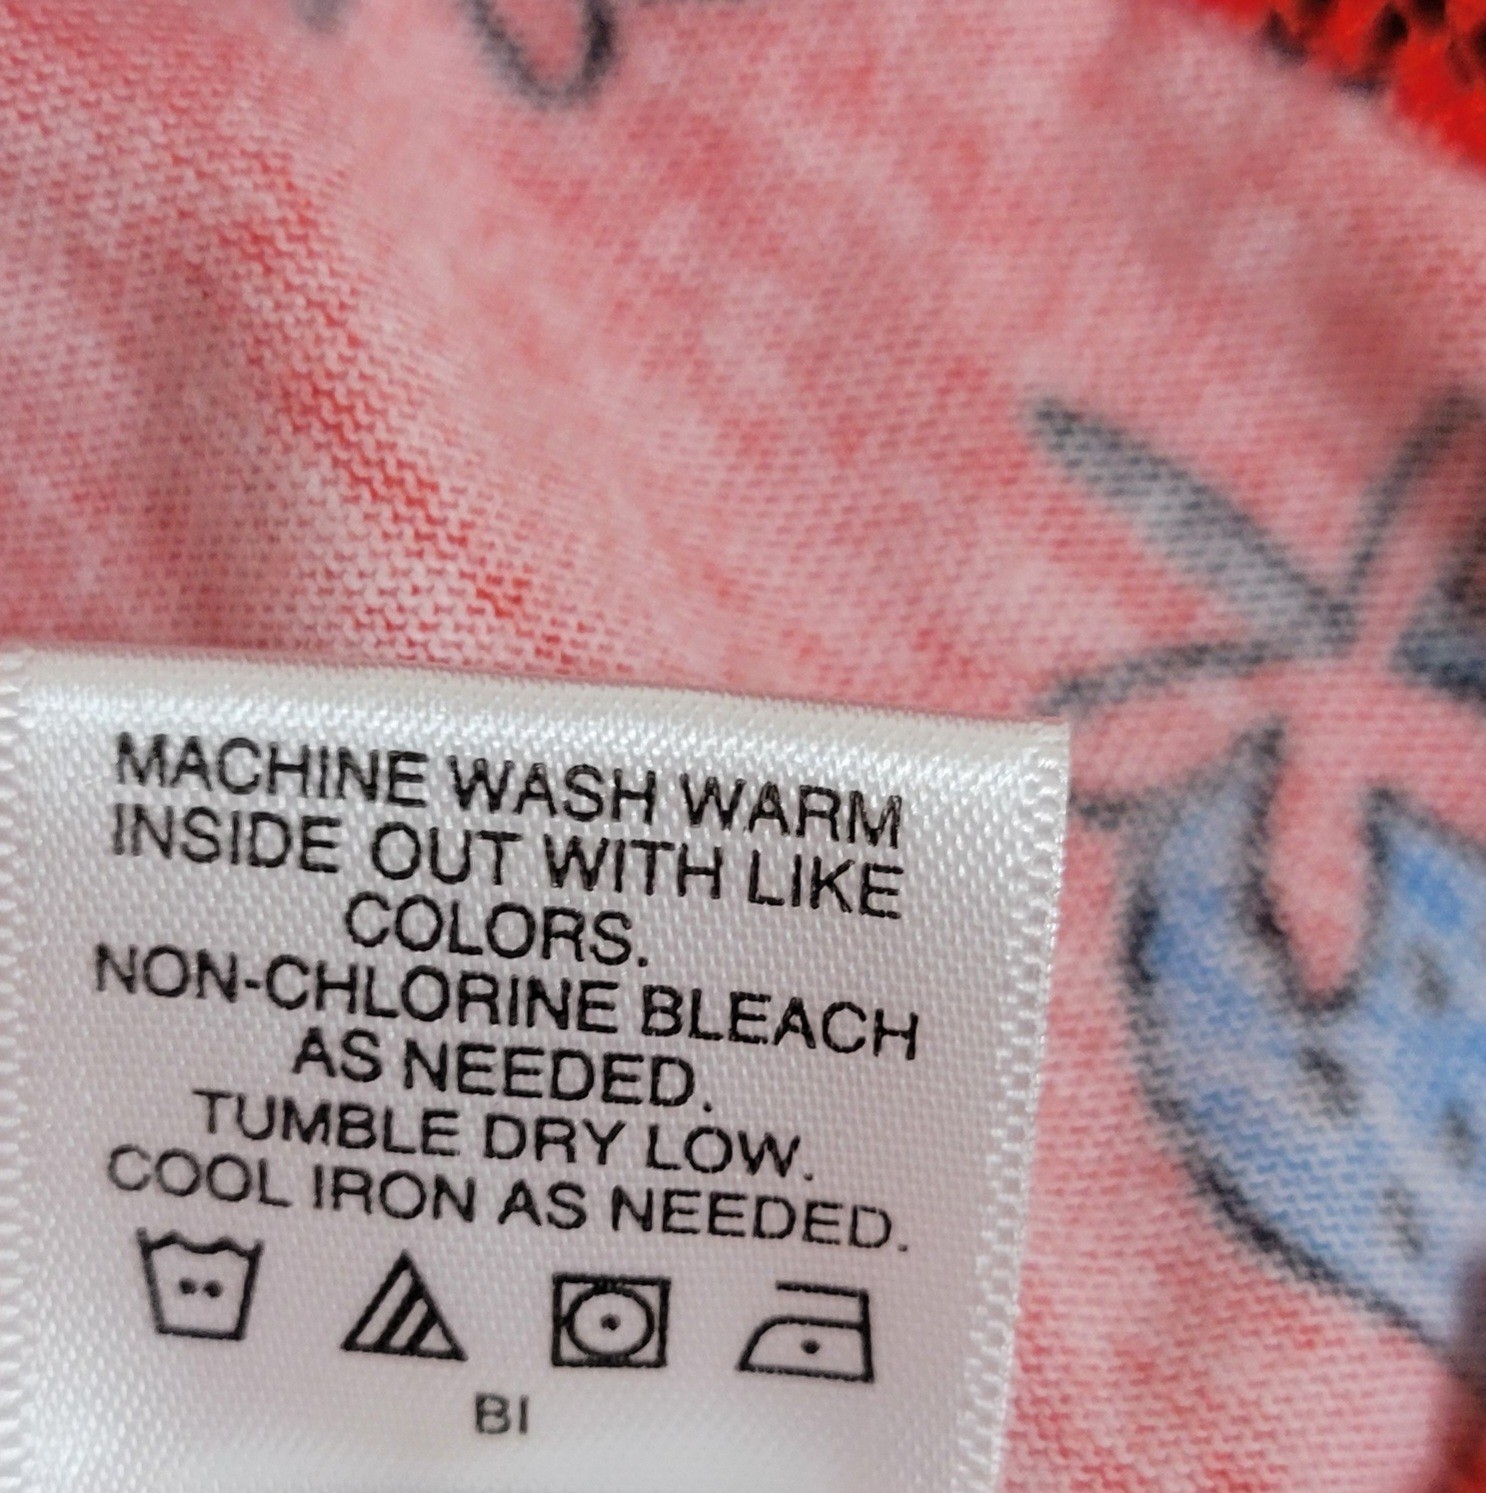 MACHINE WASH WARM
INSIDE OUT WITH LIKE
COLORS.
NON-CHLORINE BLEACH
AS NEEDED.
TUMBLE DRY LOW.
COOL IRON AS NEEDED.
BI